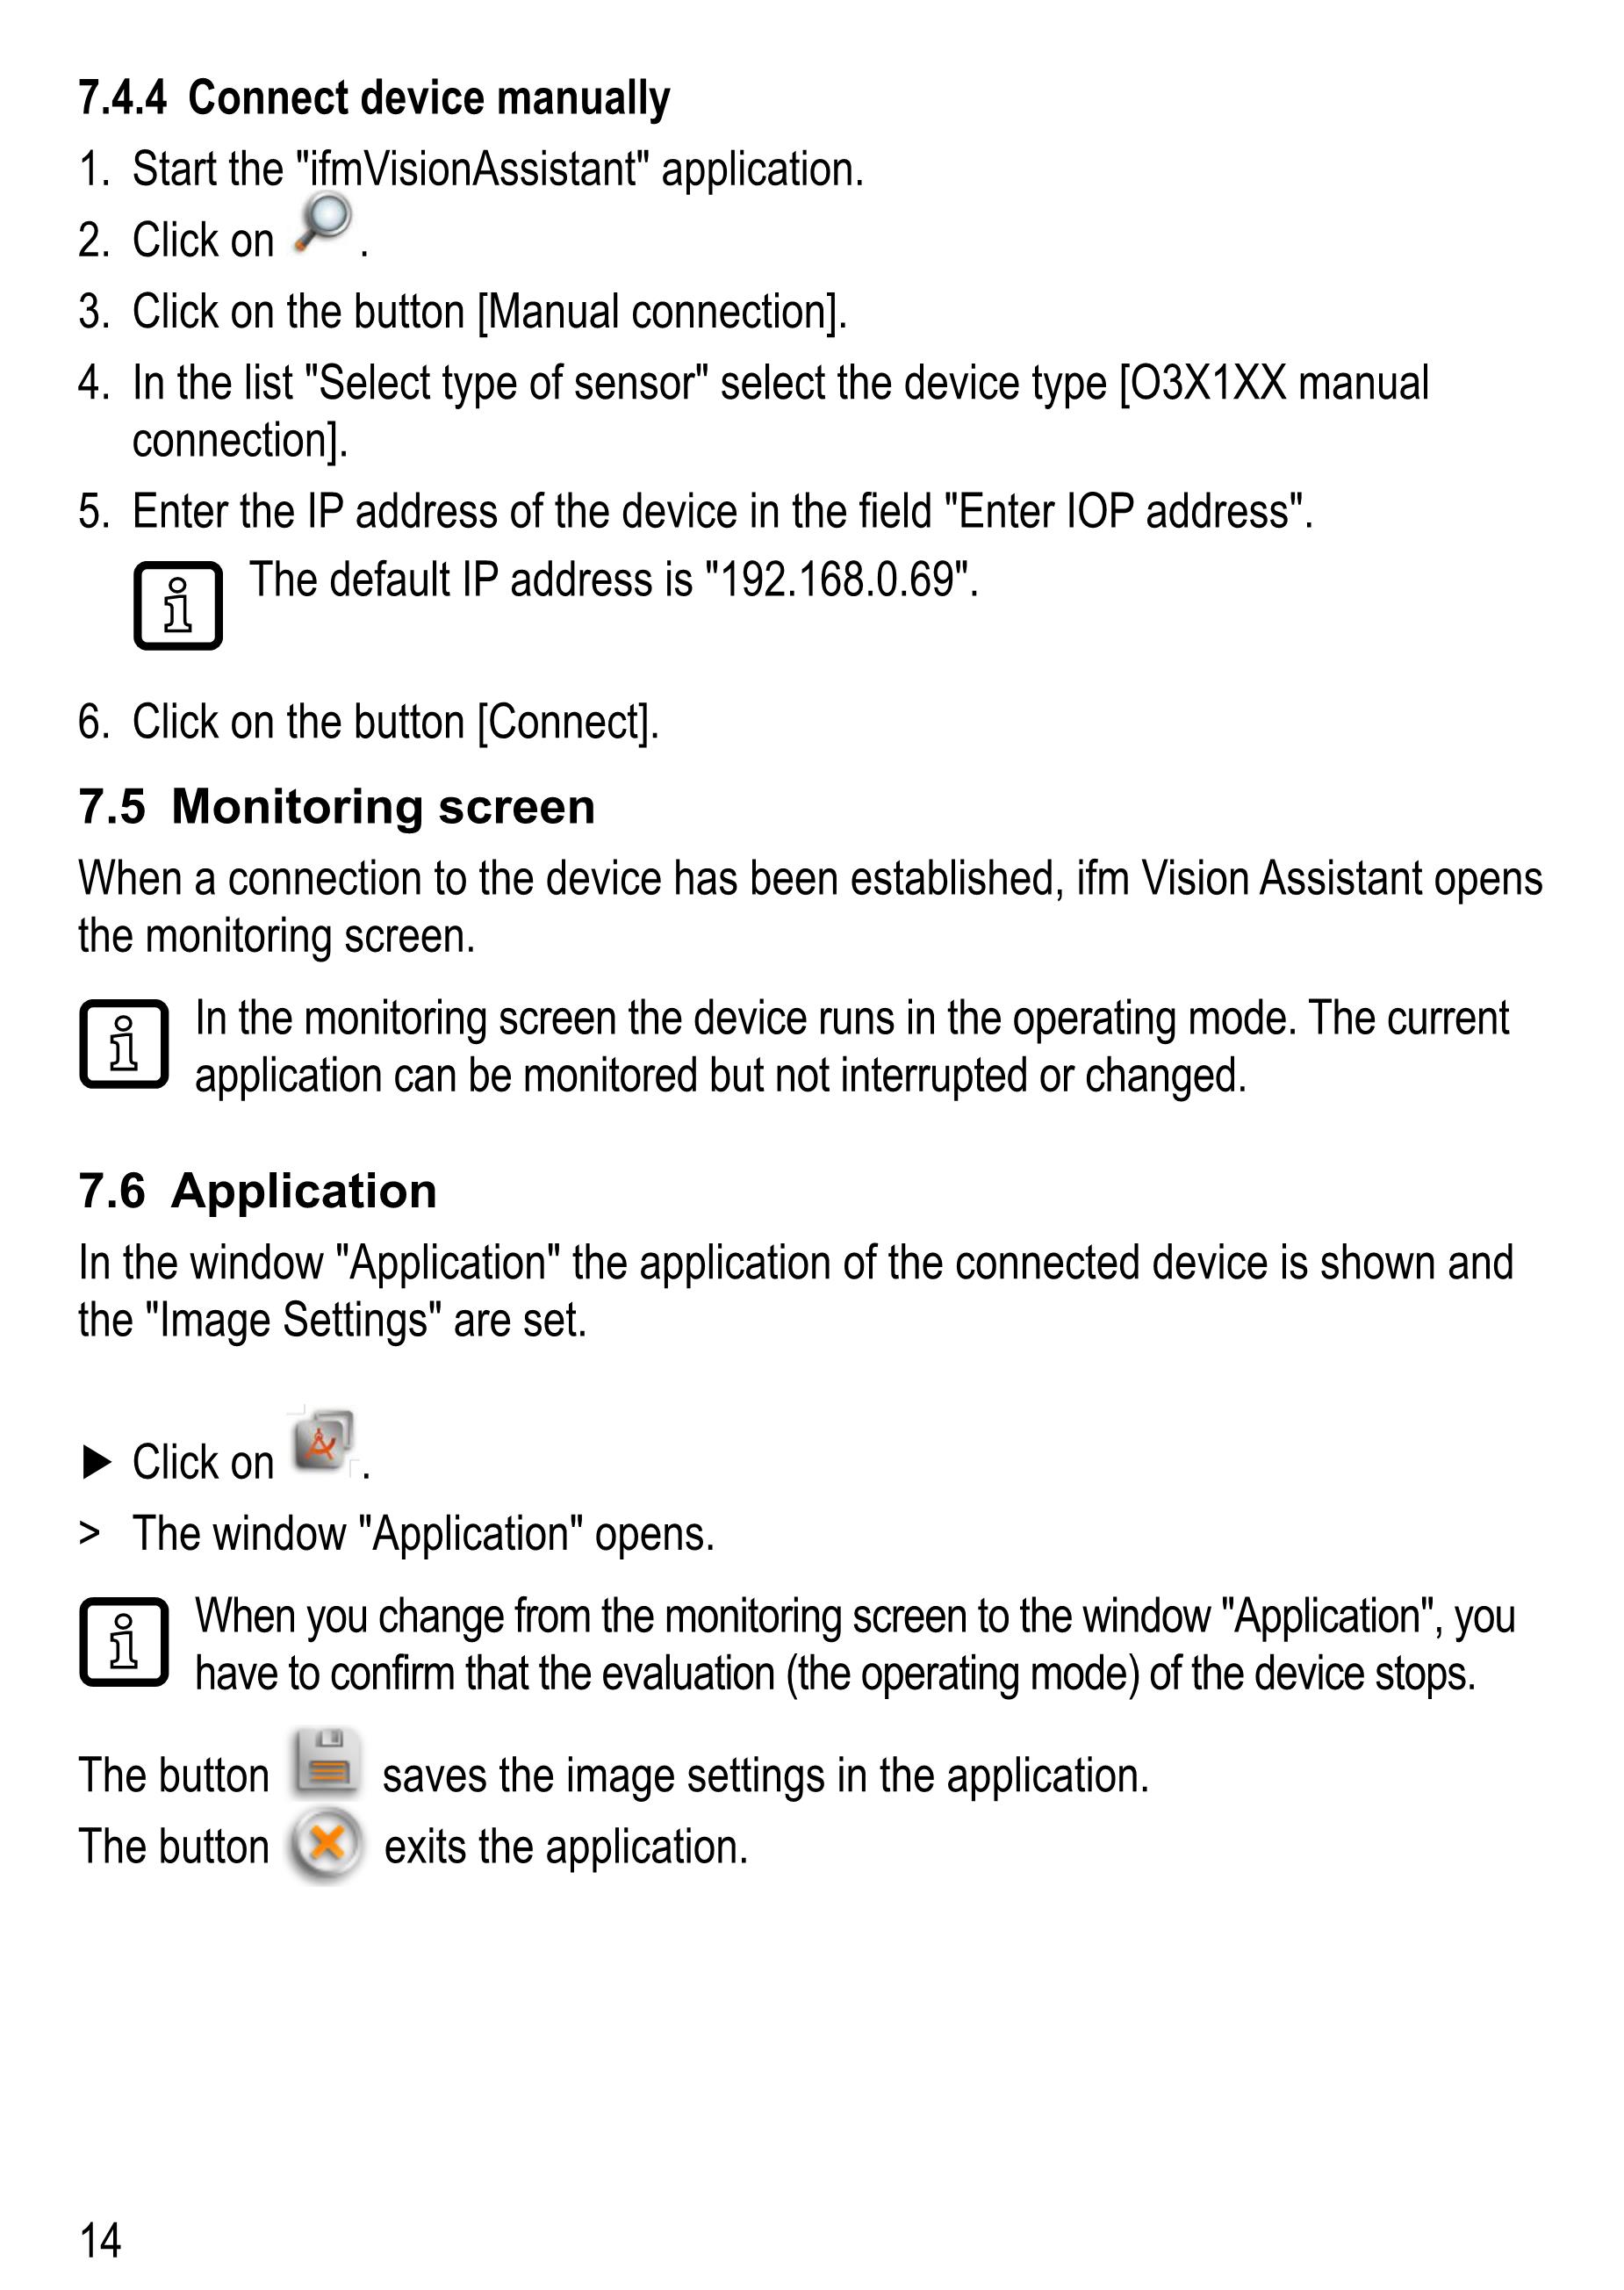 7.4.4 Connect device manually
1. Start the "ifmVisionAssistant" application.
2. Click on .
3. Click on the button [Manual connection].
4. In the list "Select type of sensor" select the device type [O3X1XX manual
connection].
5. Enter the IP address of the device in the field "Enter IOP address".
The default IP address is "192.168.0.69".
6. Click on the button [Connect].
7.5 Monitoring screen
When a connection to the device has been established, ifm Vision Assistant opens
the monitoring screen.
In the monitoring screen the device runs in the operating mode. The current
application can be monitored but not interrupted or changed.
7.6 Application
In the window "Application" the application of the connected device is shown and
the "Image Settings" are set.
► Click on .
> The window "Application" opens.
When you change from the monitoring screen to the window "Application", you
have to confirm that the evaluation (the operating mode) of the device stops.
The button saves the image settings in the application.
The button exits the application.
14